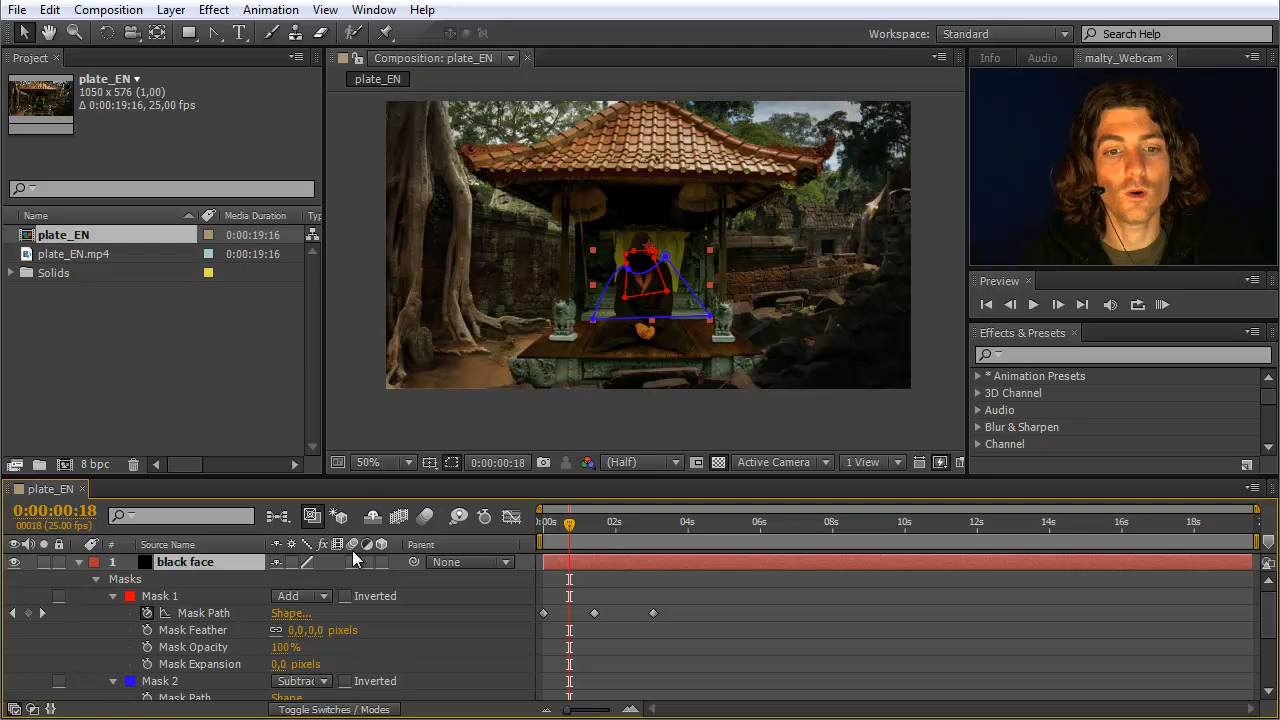 File Edit Composition Layer Effect Animation View Window Help
Workspace: Standard Search Help
Project ×
plate_EN
1050 x 576 (1,00)
Δ 0:00:19:16, 25,00 fps
Name Media Duration Ty
plate_EN 0:00:19:16
plate_EN.mp4 0:00:19:16
Solids
8 bpc
Composition: plate_EN ×
plate_EN
50% 0:00:00:18 (Half) Active Camera 1 View
Info Audio malty_Webcam ×
Preview ×
Effects & Presets ×
* Animation Presets
3D Channel
Audio
Blur & Sharpen
Channel
plate_EN ×
0:00:00:18
00018 (25.00 fps)
# Source Name fx Parent
:00s 02s 04s 06s 08s 10s 12s 14s 16s 18s 2
1 black face None
Masks
Mask 1 Add Inverted
Mask Path Shape...
Mask Feather 0,0,0,0 pixels
Mask Opacity 100%
Mask Expansion 0,0 pixels
Mask 2 Subtrac Inverted
Mask Path Shape
Toggle Switches / Modes